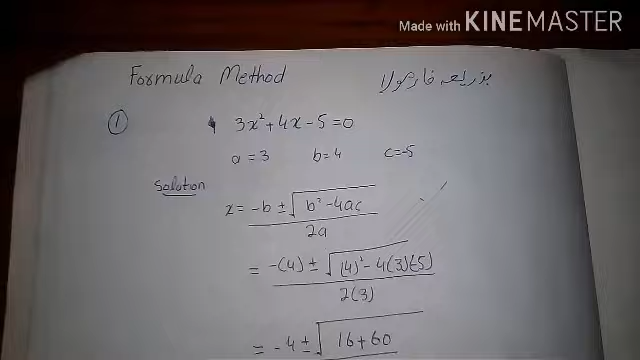 Made with KINEMASTER
Formula Method بذریعہ فارمولا
① 3x²+4x-5=0
a=3 b=4 c=-5
Solution
x= -b ± √b²-4ac
2a
= -(4) ± √(4)²-4(3)(-5)
2(3)
= -4 ± √16+60